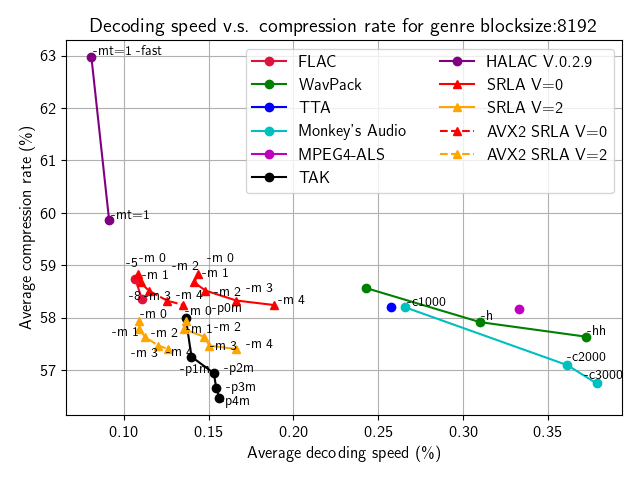 Decoding speed v.s. compression rate for genre blocksize:8192
Average compression rate (%)
63
62
61
60
59
58
57
FLAC
WavPack
TTA
Monkey's Audio
MPEG4-ALS
TAK
HALAC V.0.2.9
SRLA V=0
SRLA V=2
AVX2 SRLA V=0
AVX2 SRLA V=2
-mt=1 -fast
-mt=1
-5
-m 0
-m 0
-m 1
-m 2
-m 1
-8
-m 3
-m 4
-m 2
-m 3
-m 4
-m 0
-m 0
-p0m
-m 1
-m 2
-m 1
-m 2
-m 3
-m 4
-m 3
-m 4
-p1m
-p2m
-p3m
p4m
-c1000
-h
-hh
-c2000
-c3000
0.10
0.15
0.20
0.25
0.30
0.35
Average decoding speed (%)